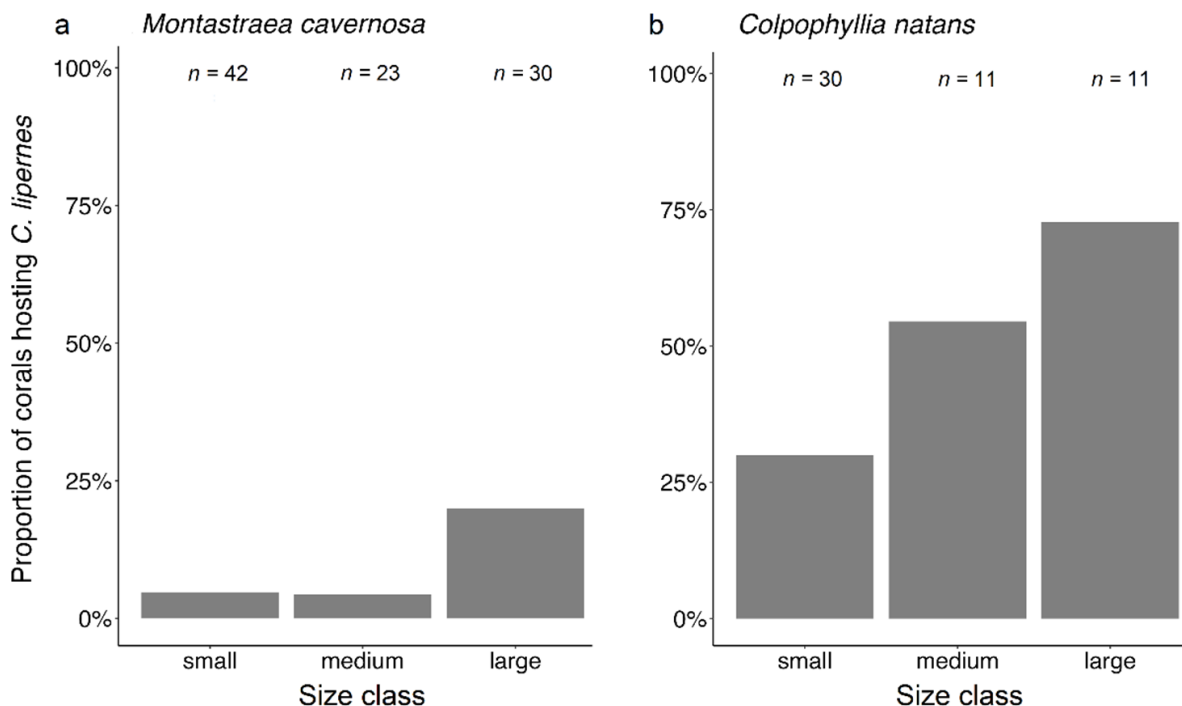 a Montastraea cavernosa
100%
n = 42 n = 23 n = 30
75%
50%
25%
0%
small medium large
Size class
Proportion of corals hosting C. lipernes
b Colpophyllia natans
100%
n = 30 n = 11 n = 11
75%
50%
25%
0%
small medium large
Size class